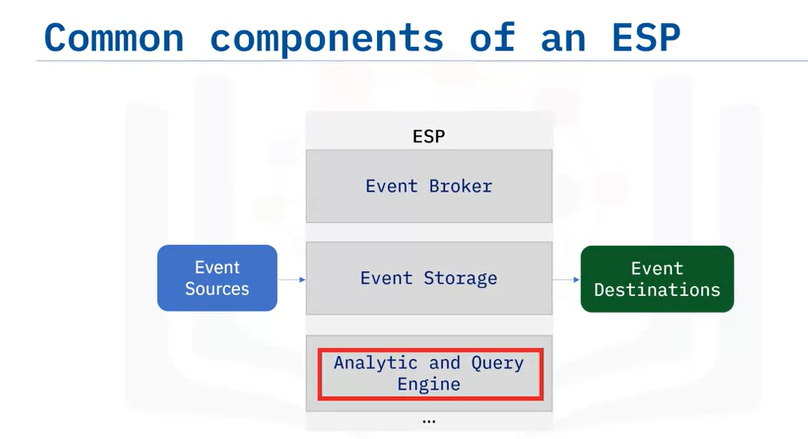 Common components of an ESP
ESP
Event Broker
Event
Sources
Event Storage
Event
Destinations
Analytic and Query
Engine
...